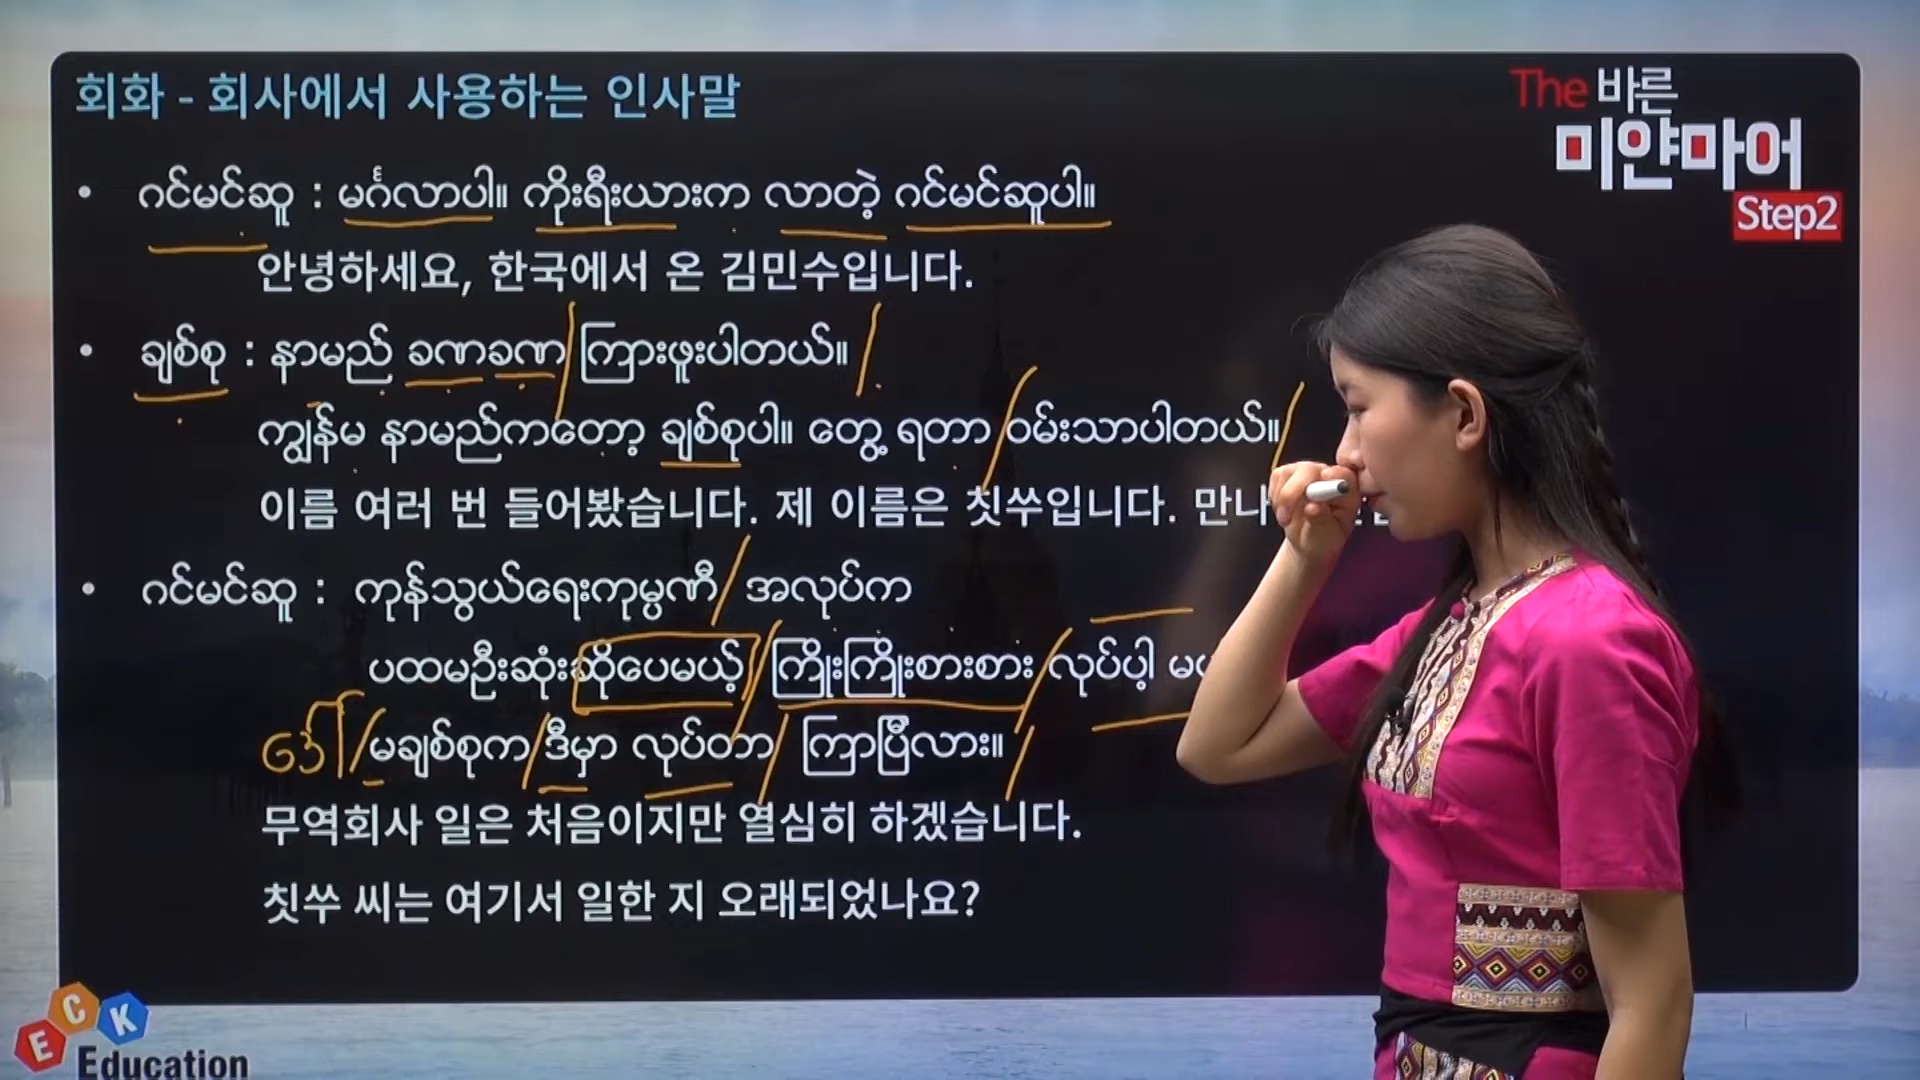 회화 - 회사에서 사용하는 인사말
The 바른
미얀마어
Step2
• ဂင်မင်ဆူ : မင်္ဂလာပါ။ ကိုးရီးယားက လာတဲ့ ဂင်မင်ဆူပါ။
안녕하세요, 한국에서 온 김민수입니다.
• ချစ်စု : နာမည် ခဏခဏ ကြားဖူးပါတယ်။
ကျွန်မ နာမည်ကတော့ ချစ်စုပါ။ တွေ့ ရတာ ဝမ်းသာပါတယ်။
이름 여러 번 들어봤습니다. 제 이름은 칫쑤입니다. 만나
• ဂင်မင်ဆူ : ကုန်သွယ်ရေးကုမ္ပဏီ အလုပ်က
ပထမဦးဆုံးဆိုပေမယ့် ကြိုးကြိုးစားစား လုပ်ပါ့
ဒေါ် မချစ်စုက ဒီမှာ လုပ်တာ ကြာပြီလား။
무역회사 일은 처음이지만 열심히 하겠습니다.
칫쑤 씨는 여기서 일한 지 오래되었나요?
ECK
Education